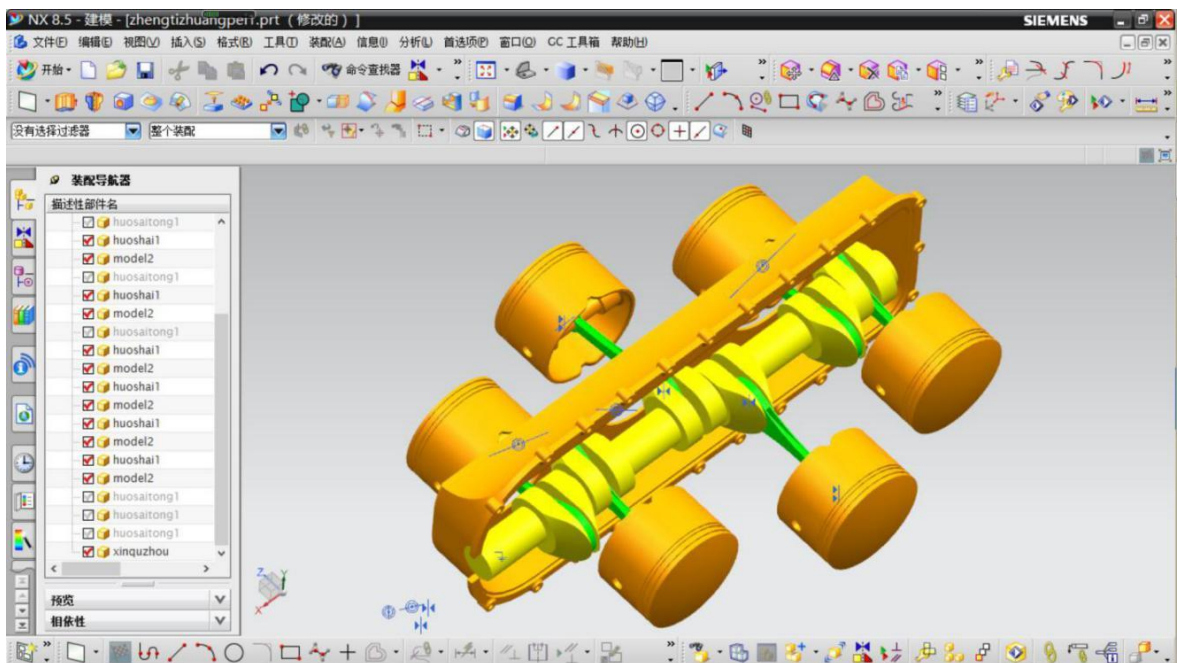 NX 8.5 - 建模 - [zhengtizhuangpeiT.prt （修改的）]
SIEMENS
文件(F) 编辑(E) 视图(V) 插入(S) 格式(R) 工具(T) 装配(A) 信息(I) 分析(L) 首选项(P) 窗口(O) GC 工具箱 帮助(H)
开始
命令查找器
没有选择过滤器
整个装配
装配导航器
描述性部件名
huosaitong1
huoshai1
model2
huosaitong1
huoshai1
model2
huosaitong1
huoshai1
model2
huoshai1
model2
huoshai1
model2
huoshai1
model2
huosaitong1
huosaitong1
huosaitong1
xinquzhou
预览
相依性
Z
Y
X